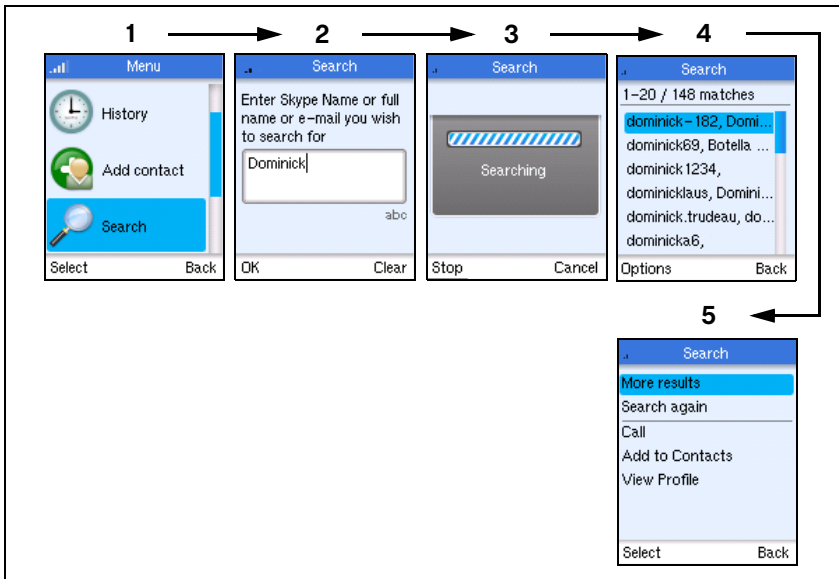 1
2
3
4
Menu
History
Add contact
Search
Select Back
Search
Enter Skype Name or full
name or e-mail you wish
to search for
Dominick
abc
OK Clear
Search
Searching
Stop Cancel
Search
1-20 / 148 matches
dominick-182, Domi...
dominick69, Botella ...
dominick1234,
dominicklaus, Domini...
dominick.trudeau, do...
dominicka6,
Options Back
5
Search
More results
Search again
Call
Add to Contacts
View Profile
Select Back